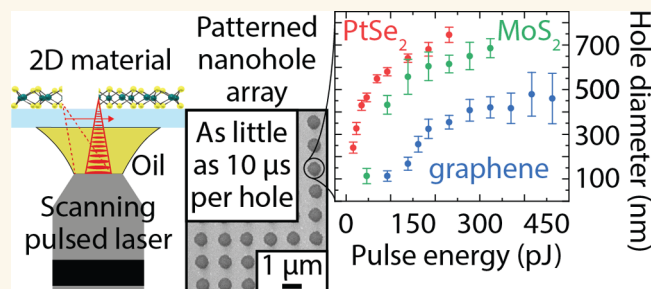 2D material
Oil
Scanning
pulsed laser
Patterned
nanohole
array
As little
as 10 μs
per hole
1 μm
PtSe2
MoS2
graphene
700
500
300
100
Hole diameter
(nm)
0 150 300 450
Pulse energy (pJ)